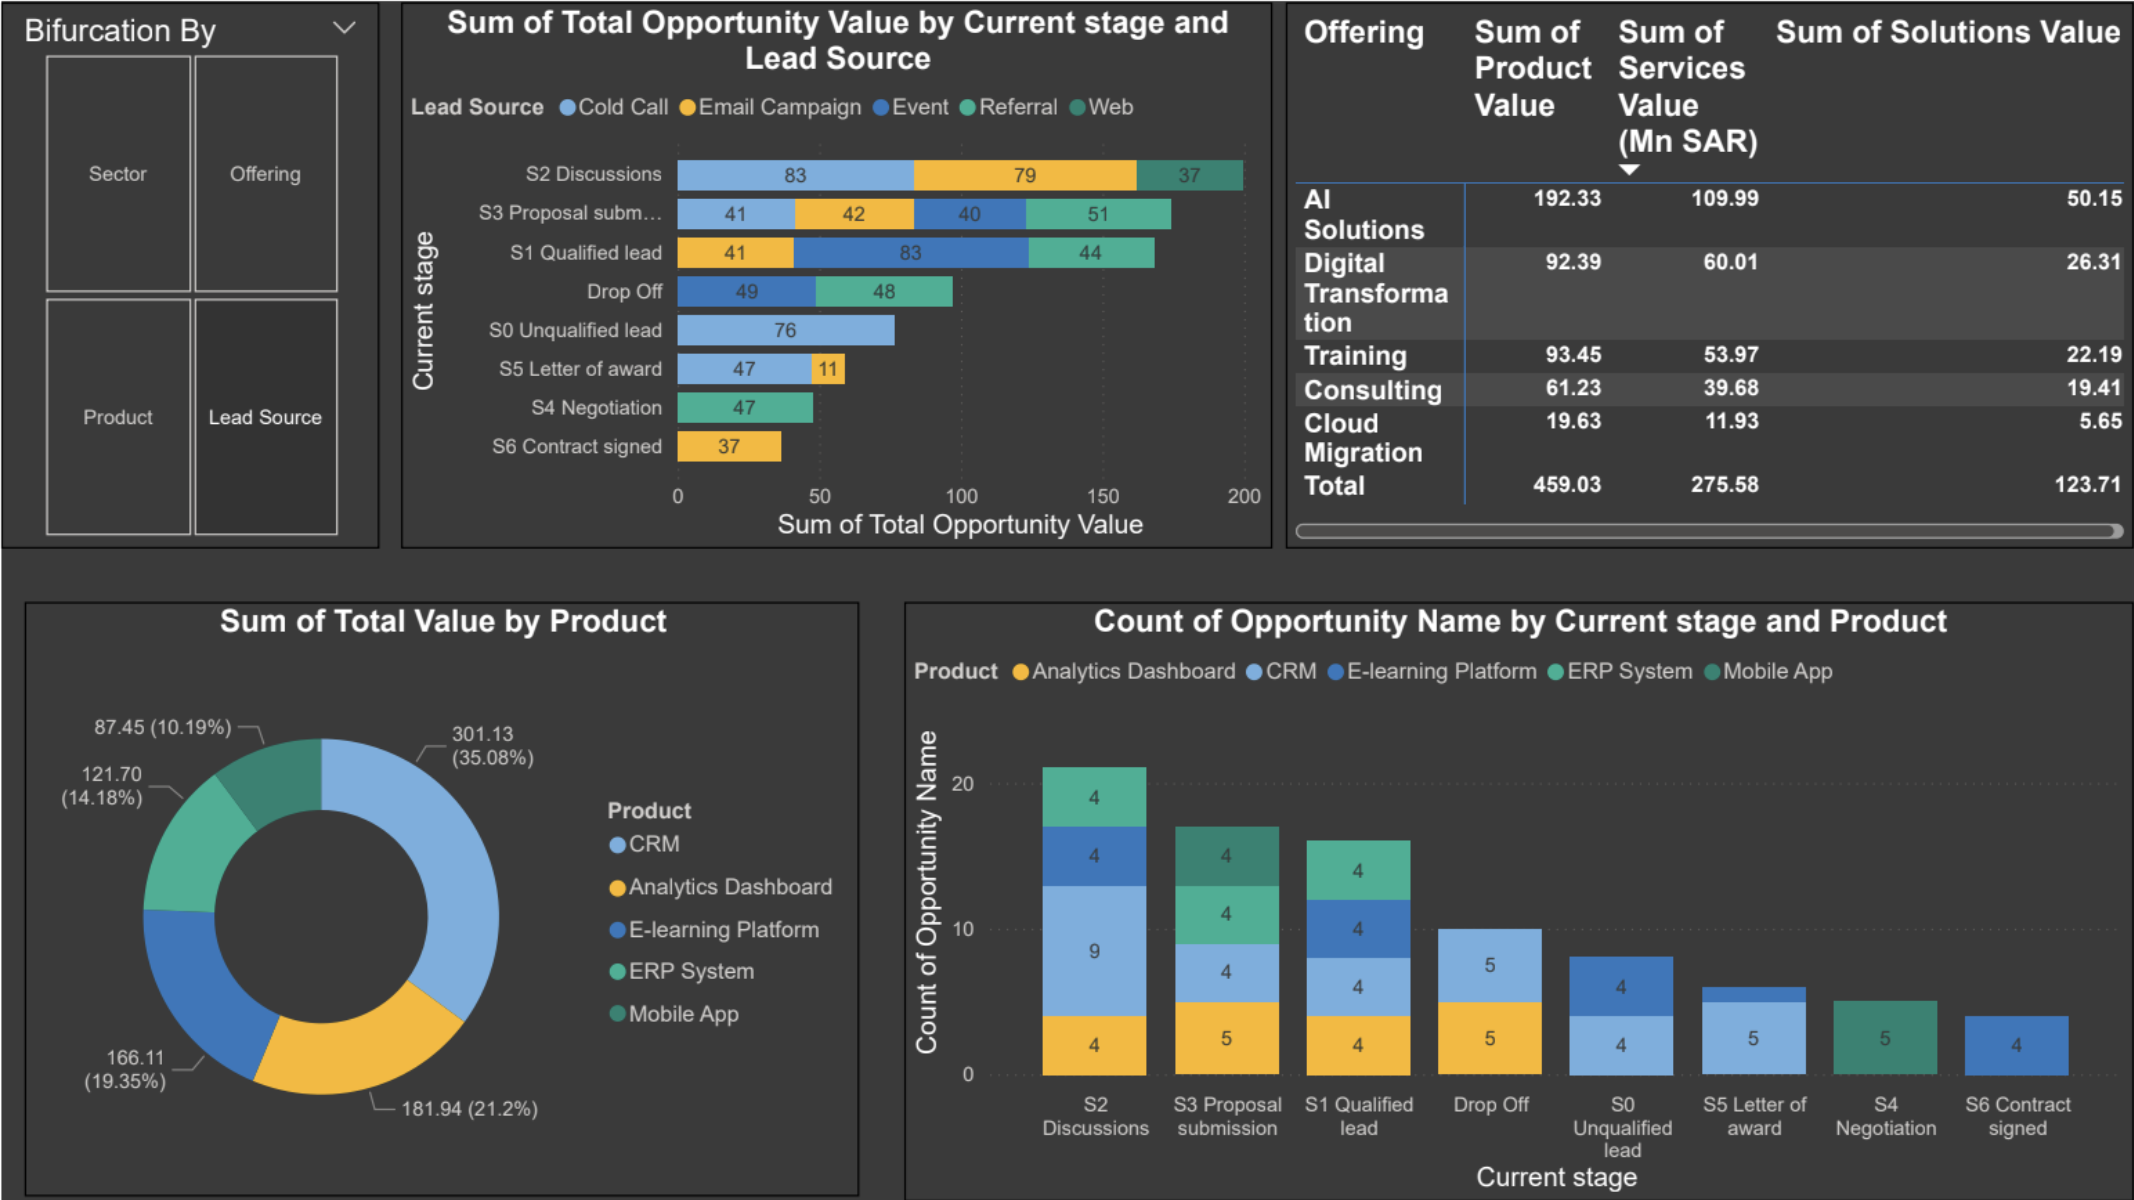 Bifurcation By
Sector
Offering
Product
Lead Source
Sum of Total Opportunity Value by Current stage and
Lead Source
Lead Source Cold Call Email Campaign Event Referral Web
Current stage
S2 Discussions 83 79 37
S3 Proposal subm... 41 42 40 51
S1 Qualified lead 41 83 44
Drop Off 49 48
S0 Unqualified lead 76
S5 Letter of award 47 11
S4 Negotiation 47
S6 Contract signed 37
0 50 100 150 200
Sum of Total Opportunity Value
Offering Sum of Sum of Sum of Solutions Value
Product Services
Value Value
(Mn SAR)
AI 192.33 109.99 50.15
Solutions
Digital 92.39 60.01 26.31
Transforma
tion
Training 93.45 53.97 22.19
Consulting 61.23 39.68 19.41
Cloud 19.63 11.93 5.65
Migration
Total 459.03 275.58 123.71
Sum of Total Value by Product
87.45 (10.19%)
301.13
(35.08%)
121.70
(14.18%)
166.11
(19.35%)
181.94 (21.2%)
Product
CRM
Analytics Dashboard
E-learning Platform
ERP System
Mobile App
Count of Opportunity Name by Current stage and Product
Product Analytics Dashboard CRM E-learning Platform ERP System Mobile App
Count of Opportunity Name
20
10
0
4
4
9
4
4
4
4
5
4
4
4
4
5
5
4
4
5
5
4
S2
Discussions
S3 Proposal
submission
S1 Qualified
lead
Drop Off
S0
Unqualified
lead
S5 Letter of
award
S4
Negotiation
S6 Contract
signed
Current stage